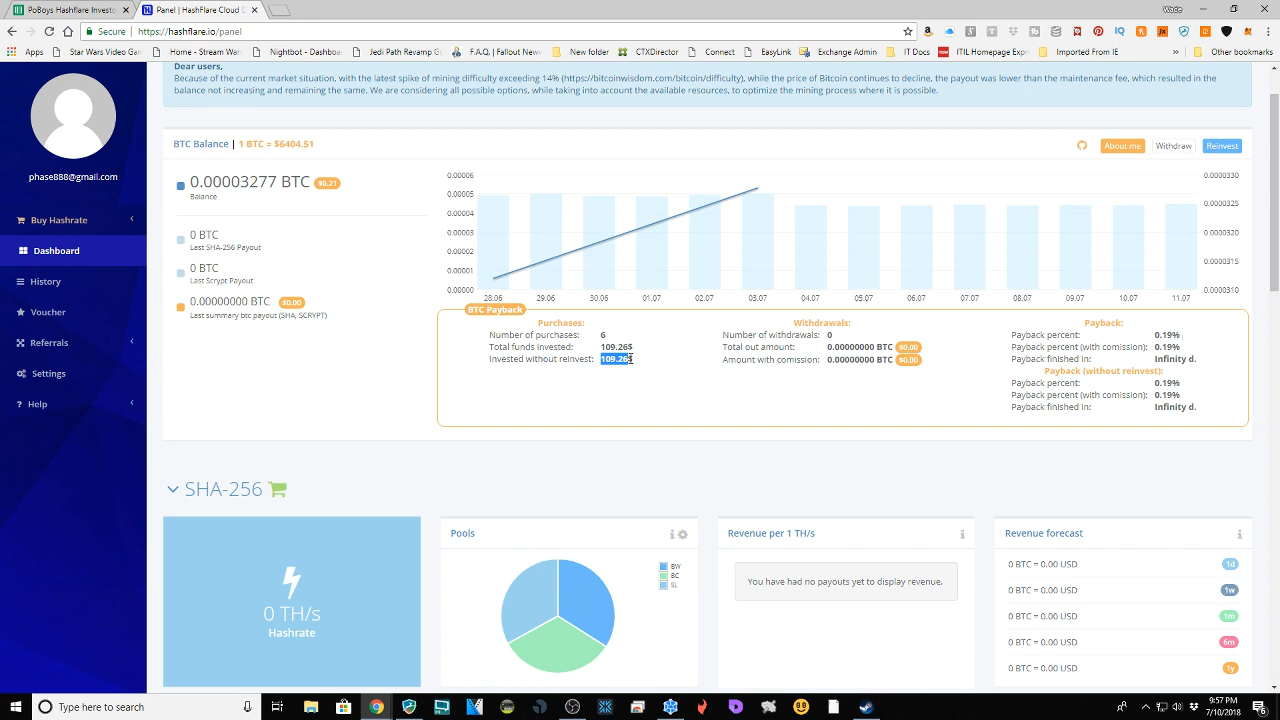 PoBoys Hashflare Investo
Panel | HashFlare Cloud D
Wade
Secure
https://hashflare.io/panel
Apps
Star Wars Video Gam
Home - Stream War
Nightbot - Dashboa
Jedi Path Revamp Gu
F.A.Q. | Fallout New
New folder
CTXDirector
Connect
EasyLink
Exchange Admin
IT Docs
ITIL Homepage Expr
Imported From IE
»
Other bookmarks
phase888@gmail.com
Buy Hashrate
Dashboard
History
Voucher
Referrals
Settings
Help
Dear users,
Because of the current market situation, with the latest spike of mining difficulty exceeding 14% (https://bitcoinwisdom.com/bitcoin/difficulty), while the price of Bitcoin continues to decline, the payout was lower than the maintenance fee, which resulted in the
balance not increasing and remaining the same. We are considering all possible options, while taking into account the available resources, to optimize the mining process where it is possible.
BTC Balance | 1 BTC = $6404.51
About me
Withdraw
Reinvest
0.00003277 BTC $0.21
Balance
0 BTC
Last SHA-256 Payout
0 BTC
Last Scrypt Payout
0.00000000 BTC $0.00
Last summary btc payout (SHA, SCRYPT)
0.00006
0.00005
0.00004
0.00003
0.00002
0.00001
0.00000
0.0000330
0.0000325
0.0000320
0.0000315
0.0000310
28.06 29.06 30.06 01.07 02.07 03.07 04.07 05.07 06.07 07.07 08.07 09.07 10.07 11.07
BTC Payback
Purchases:
Number of purchases: 6
Total funds invested: 109.26$
Invested without reinvest: 109.26
Withdrawals:
Number of withdrawals: 0
Total out amount: 0.00000000 BTC $0.00
Amount with comission: 0.00000000 BTC $0.00
Payback:
Payback percent: 0.19%
Payback percent (with comission): 0.19%
Payback finished in: Infinity d.
Payback (without reinvest):
Payback percent: 0.19%
Payback percent (with comission): 0.19%
Payback finished in: Infinity d.
SHA-256
0 TH/s
Hashrate
Pools
BW
BC
SL
Revenue per 1 TH/s
You have had no payouts yet to display revenue.
Revenue forecast
0 BTC = 0.00 USD 1d
0 BTC = 0.00 USD 1w
0 BTC = 0.00 USD 1m
0 BTC = 0.00 USD 6m
0 BTC = 0.00 USD 1y
Type here to search
9:57 PM
7/10/2018